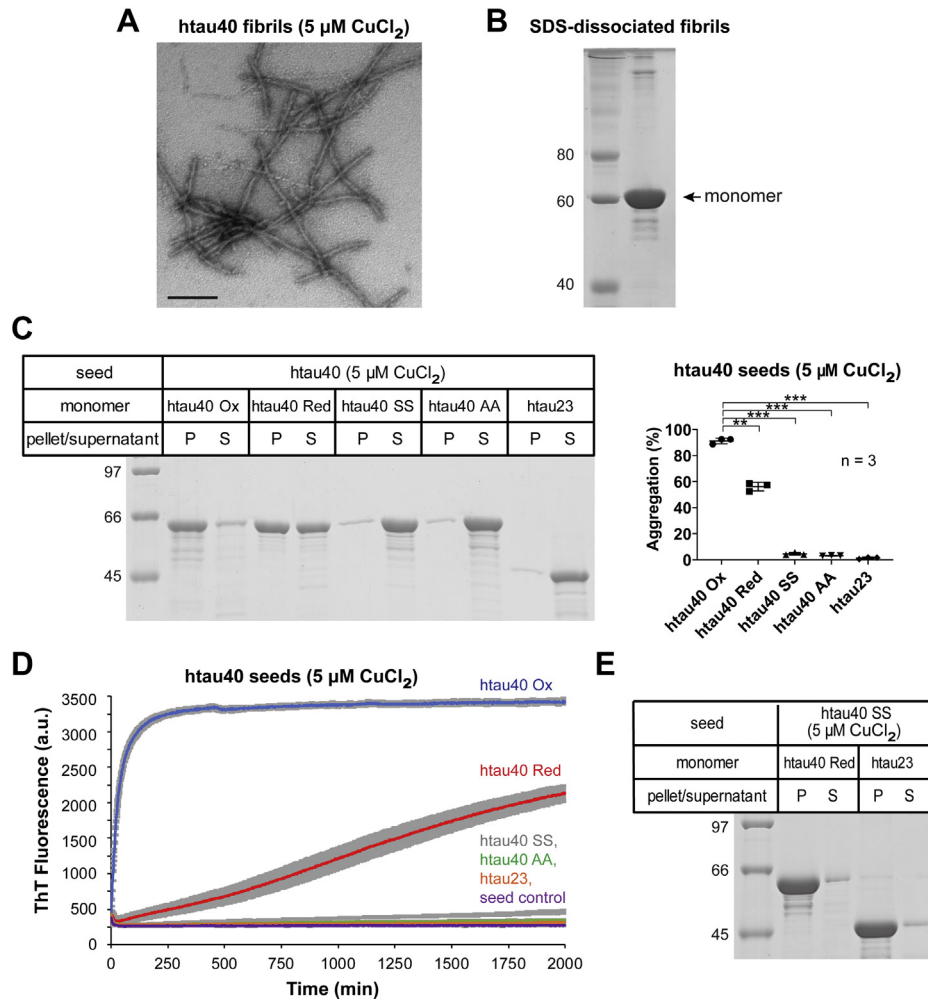 A
htau40 fibrils (5 µM CuCl2)
B
SDS-dissociated fibrils
80
60
40
monomer
C
seed
htau40 (5 µM CuCl2)
monomer
htau40 Ox htau40 Red htau40 SS htau40 AA htau23
pellet/supernatant
P S P S P S P S P S
97
66
45
htau40 seeds (5 µM CuCl2)
***
***
***
**
n = 3
Aggregation (%)
100
80
60
40
20
0
htau40 Ox
htau40 Red
htau40 SS
htau40 AA
htau23
D
htau40 seeds (5 µM CuCl2)
ThT Fluorescence (a.u.)
3500
3000
2500
2000
1500
1000
500
0
htau40 Ox
htau40 Red
htau40 SS,
htau40 AA,
htau23,
seed control
0 250 500 750 1000 1250 1500 1750 2000
Time (min)
E
seed
htau40 SS
(5 µM CuCl2)
monomer
htau40 Red htau23
pellet/supernatant
P S P S
97
66
45